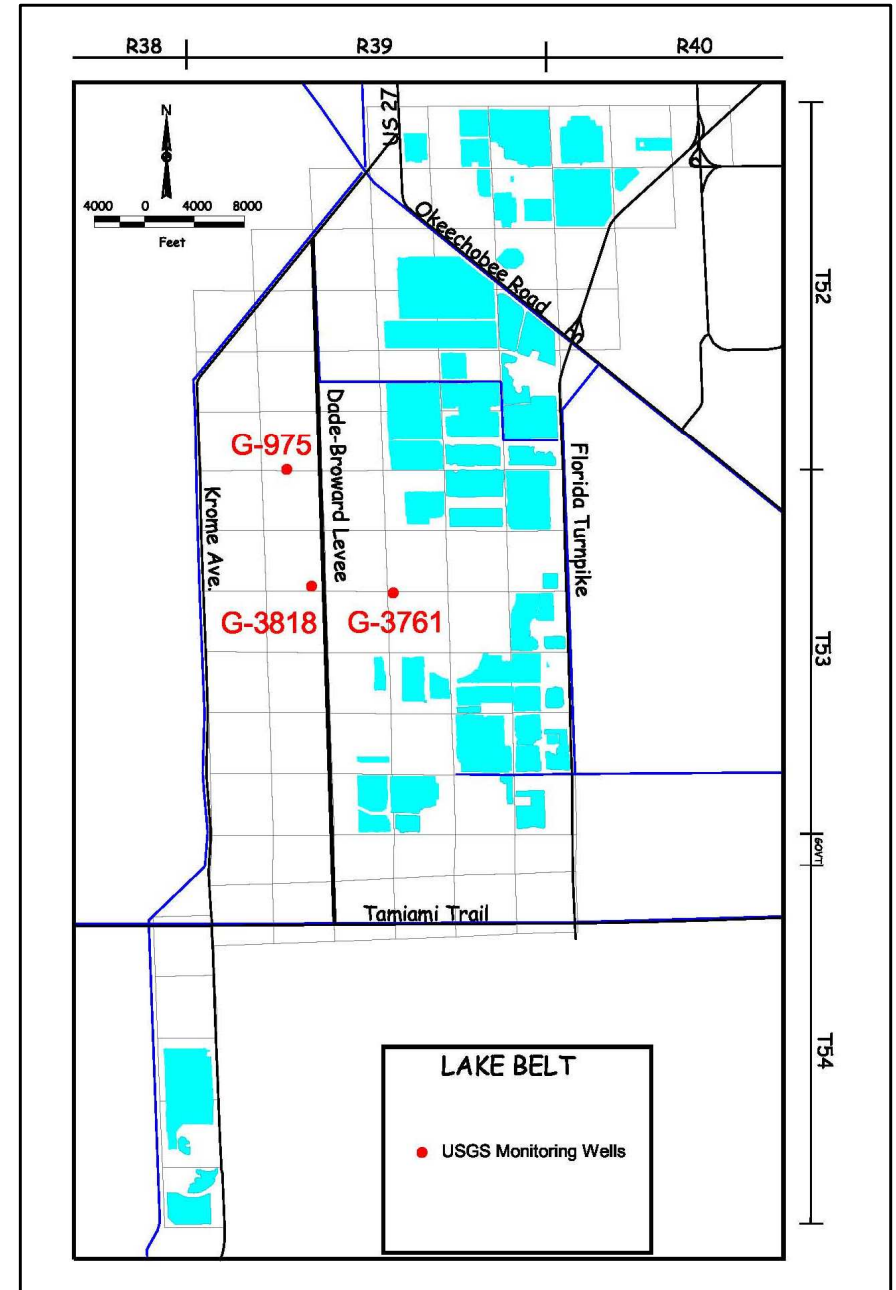 R38
R39
R40
N
US 27
4000 0 4000 8000
Feet
Okeechobee Road
T52
Dade-Broward Levee
G-975
Florida Turnpike
Krome Ave.
G-3818
G-3761
T53
GOVT
Tamiami Trail
T54
LAKE BELT
USGS Monitoring Wells